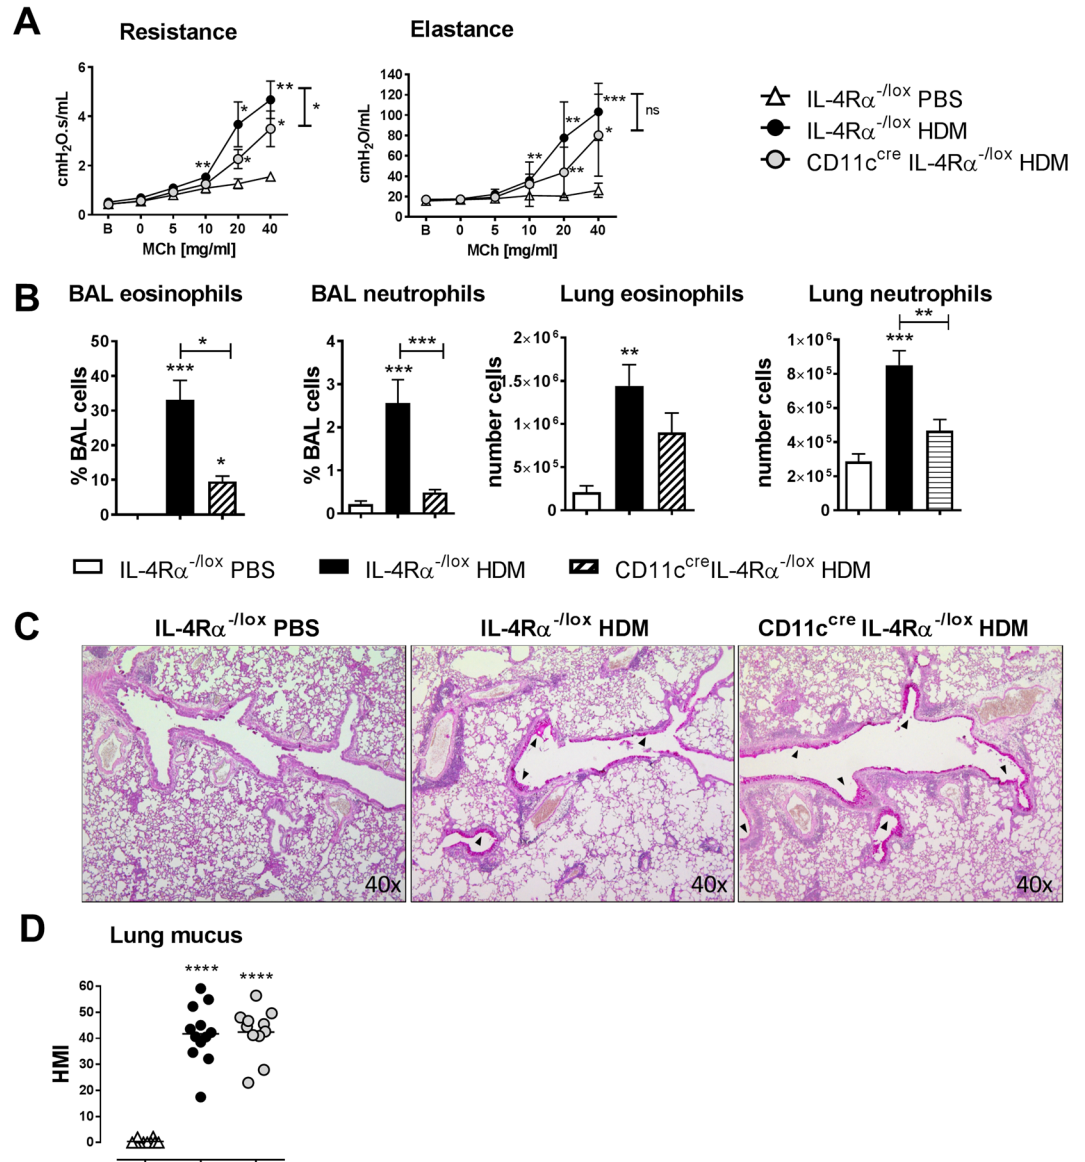 A
Resistance
Elastance
cmH2O.s/mL
6
4
2
0
** * * * ** *
B 0 5 10 20 40
MCh [mg/ml]
cmH2O/mL
140
120
100
80
60
40
20
0
*** ns ** * ** **
B 0 5 10 20 40
MCh [mg/ml]
IL-4Rα-/lox PBS
IL-4Rα-/lox HDM
CD11ccre IL-4Rα-/lox HDM
B
BAL eosinophils
BAL neutrophils
Lung eosinophils
Lung neutrophils
% BAL cells
50
40
30
20
10
0
*
***
*
% BAL cells
4
3
2
1
0
***
***
number cells
2×10^6
1.5×10^6
1×10^6
5×10^5
0
**
number cells
1×10^6
8×10^5
6×10^5
4×10^5
2×10^5
0
**
***
IL-4Rα-/lox PBS
IL-4Rα-/lox HDM
CD11ccreIL-4Rα-/lox HDM
C
IL-4Rα-/lox PBS
IL-4Rα-/lox HDM
CD11ccre IL-4Rα-/lox HDM
40x
40x
40x
D
Lung mucus
**** ****
HMI
60
50
40
30
20
10
0